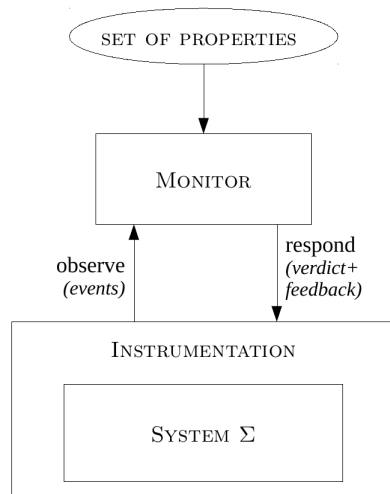 SET OF PROPERTIES
MONITOR
observe
(events)
respond
(verdict+
feedback)
INSTRUMENTATION
SYSTEM Σ